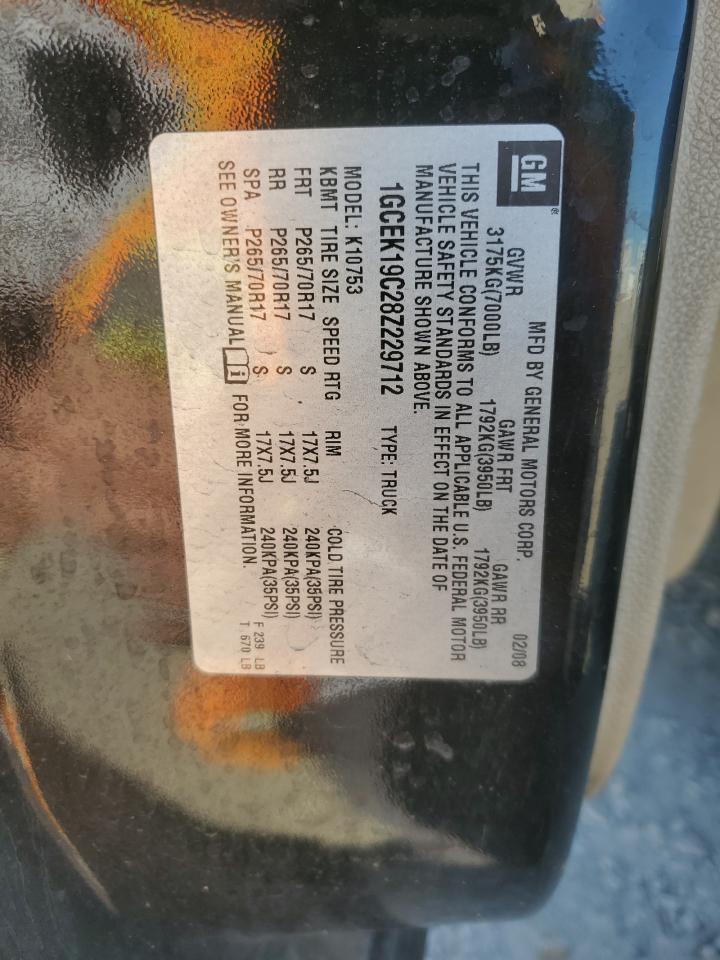 GM®
MFD BY GENERAL MOTORS CORP. 02/08
GVWR GAWR FRT GAWR RR
3175KG(7000LB) 1792KG(3950LB) 1792KG(3950LB)
THIS VEHICLE CONFORMS TO ALL APPLICABLE U.S. FEDERAL MOTOR
VEHICLE SAFETY STANDARDS IN EFFECT ON THE DATE OF
MANUFACTURE SHOWN ABOVE.
1GCEK19C28Z229712 TYPE: TRUCK
MODEL: K10753
KBMT TIRE SIZE SPEED RTG RIM COLD TIRE PRESSURE
FRT P265/70R17 S 17X7.5J 240KPA(35PSI)
RR P265/70R17 S 17X7.5J 240KPA(35PSI)
SPA P265/70R17 S 17X7.5J 240KPA(35PSI)
SEE OWNER'S MANUAL i FOR MORE INFORMATION.
F 239 LB
T 670 LB